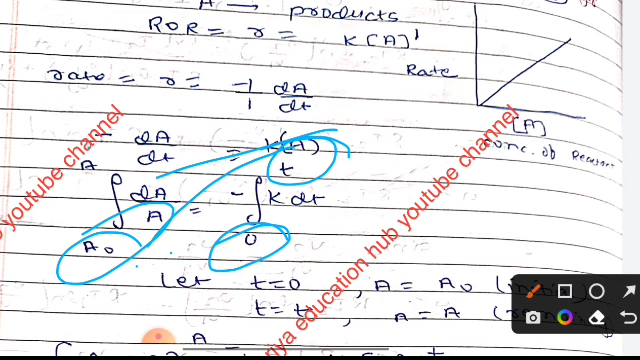 A → products
ROR = r = K[A]¹
rate = r = -1/1 dA/dt
Rate
[A]
conc. of Reactant
- dA/dt = K(A)
∫ dA/A = - ∫ K dt
A
A₀
t
0
Let t=0, A = A₀
t = t, A = A
A
t
youtube channel
education hub youtube channel